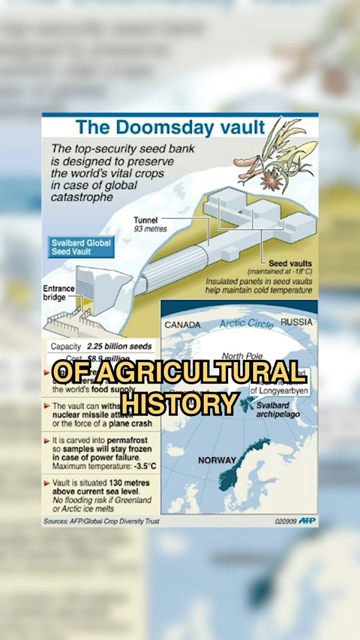 The Doomsday vault
The top-security seed bank
is designed to preserve
the world's vital crops
in case of global
catastrophe
Tunnel
93 metres
Svalbard Global
Seed Vault
Seed vaults
(maintained at -18°C)
Insulated panels in seed vaults
help maintain cold temperature
Entrance
bridge
CANADA
Arctic Circle
RUSSIA
Capacity 2.25 billion seeds
Cost $8.9 million
North Pole
OF AGRICULTURAL
HISTORY
the world's food supply
of Longyearbyen
Svalbard
archipelago
The vault can
nuclear missile
or the force of a plane crash
It is carved into permafrost
so samples will stay frozen
in case of power failure.
Maximum temperature: -3.5°C
NORWAY
Vault is situated 130 metres
above current sea level.
No flooding risk if Greenland
or Arctic ice melts
Sources: AFP/Global Crop Diversity Trust
020909 AFP